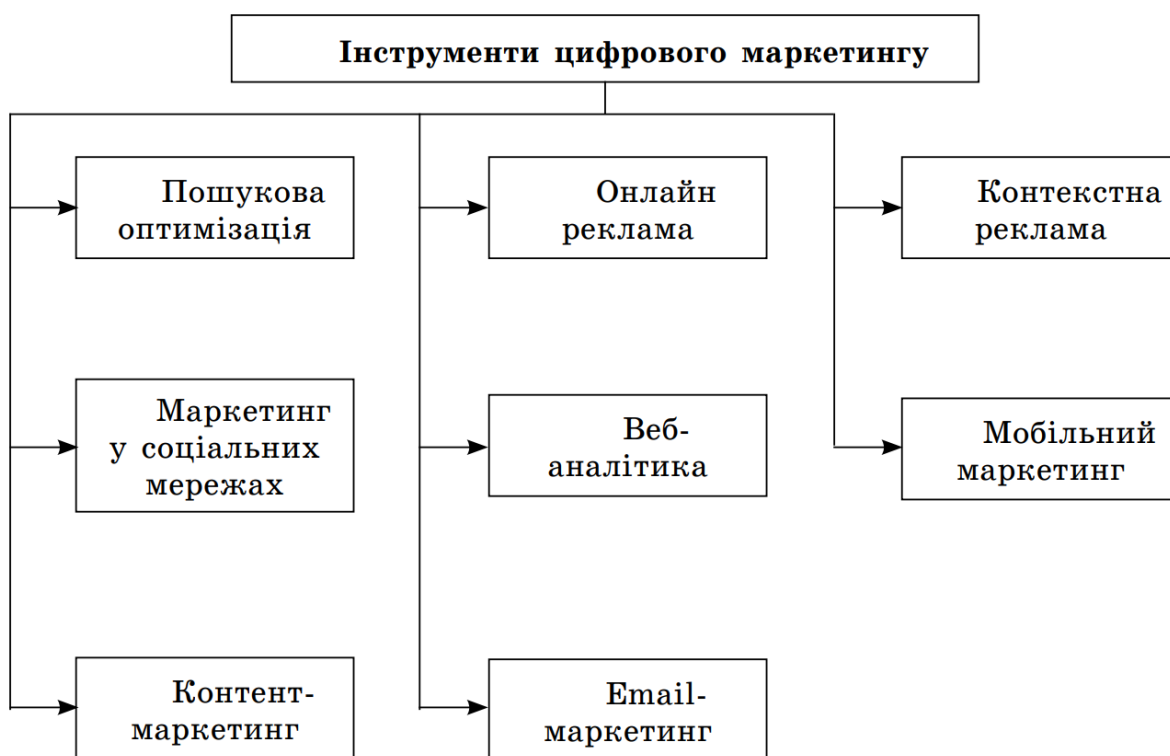 Інструменти цифрового маркетингу
Пошукова
оптимізація
Онлайн
реклама
Контекстна
реклама
Маркетинг
у соціальних
мережах
Веб-
аналітика
Мобільний
маркетинг
Контент-
маркетинг
Email-
маркетинг